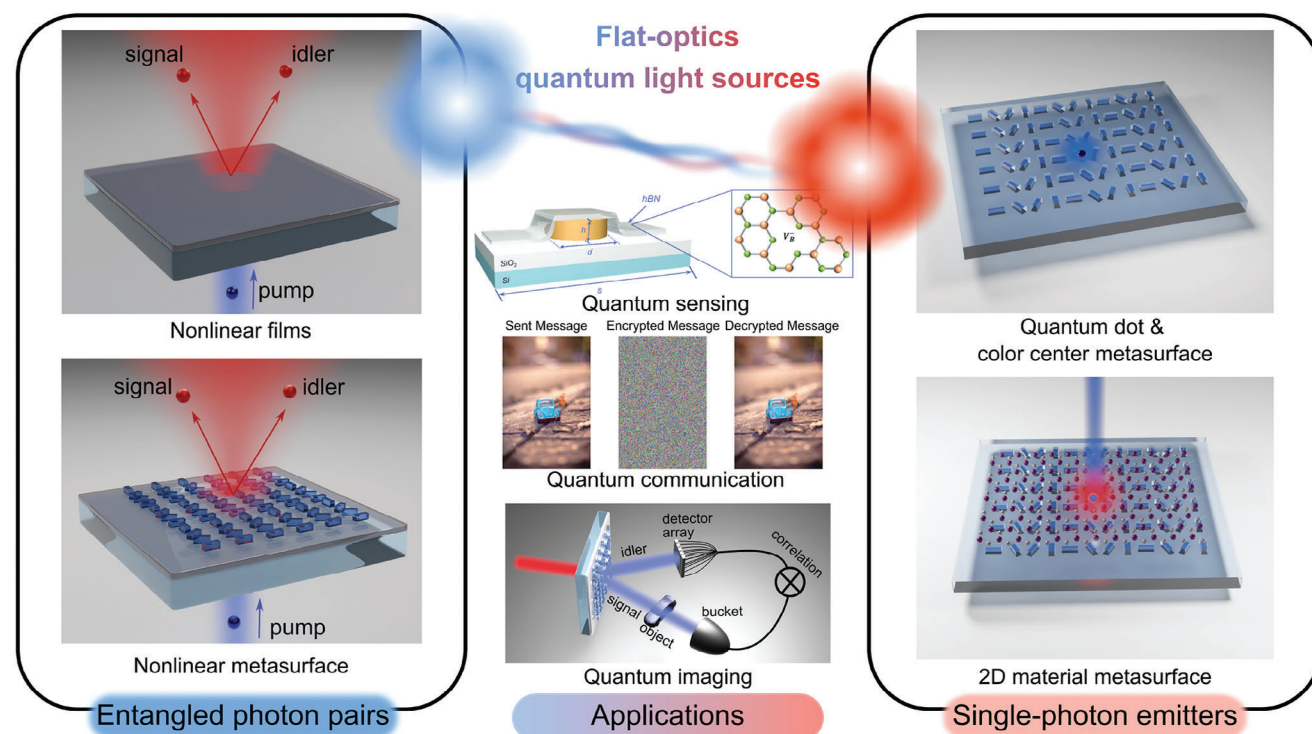 Flat-optics
quantum light sources
signal
idler
pump
Nonlinear films
signal
idler
pump
Nonlinear metasurface
Entangled photon pairs
hBN
h
d
SiO₂
Si
s
V_B^-
Quantum sensing
Sent Message
Encrypted Message
Decrypted Message
Quantum communication
detector
array
idler
correlation
signal
object
bucket
Quantum imaging
Applications
Quantum dot &
color center metasurface
2D material metasurface
Single-photon emitters